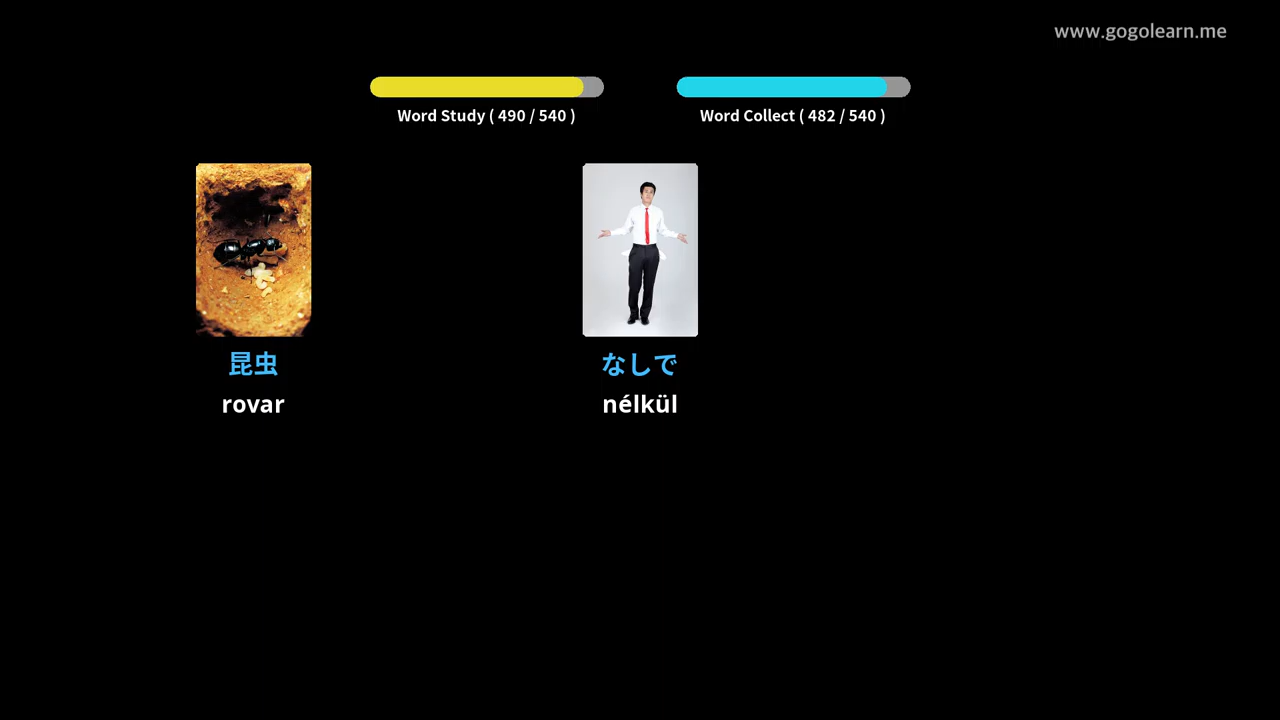 www.gogolearn.me
Word Study ( 490 / 540 )
Word Collect ( 482 / 540 )
昆虫
rovar
なしで
nélkül